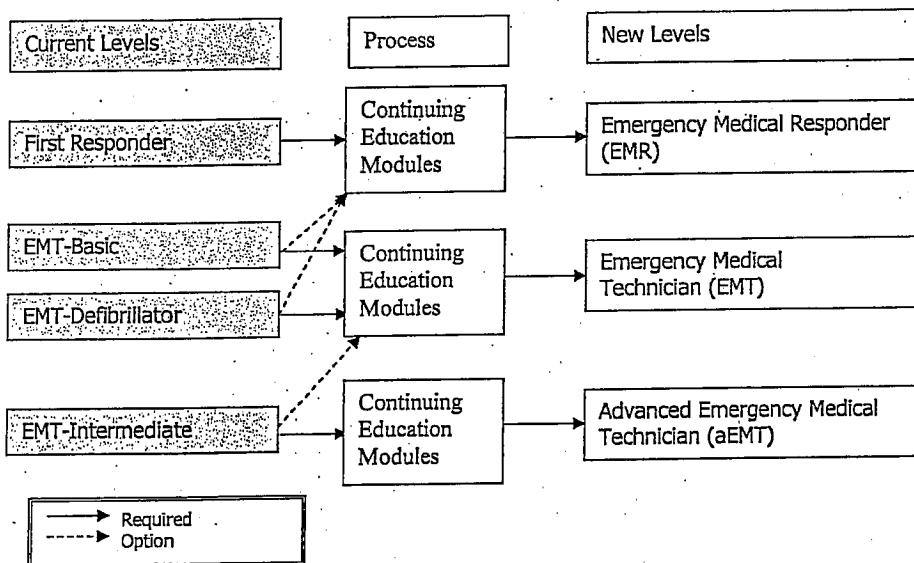 Current Levels
Process
New Levels
First Responder
Continuing
Education
Modules
Emergency Medical Responder
(EMR)
EMT-Basic
EMT-Defibrillator
Continuing
Education
Modules
Emergency Medical
Technician (EMT)
EMT-Intermediate
Continuing
Education
Modules
Advanced Emergency Medical
Technician (aEMT)
Required
Option